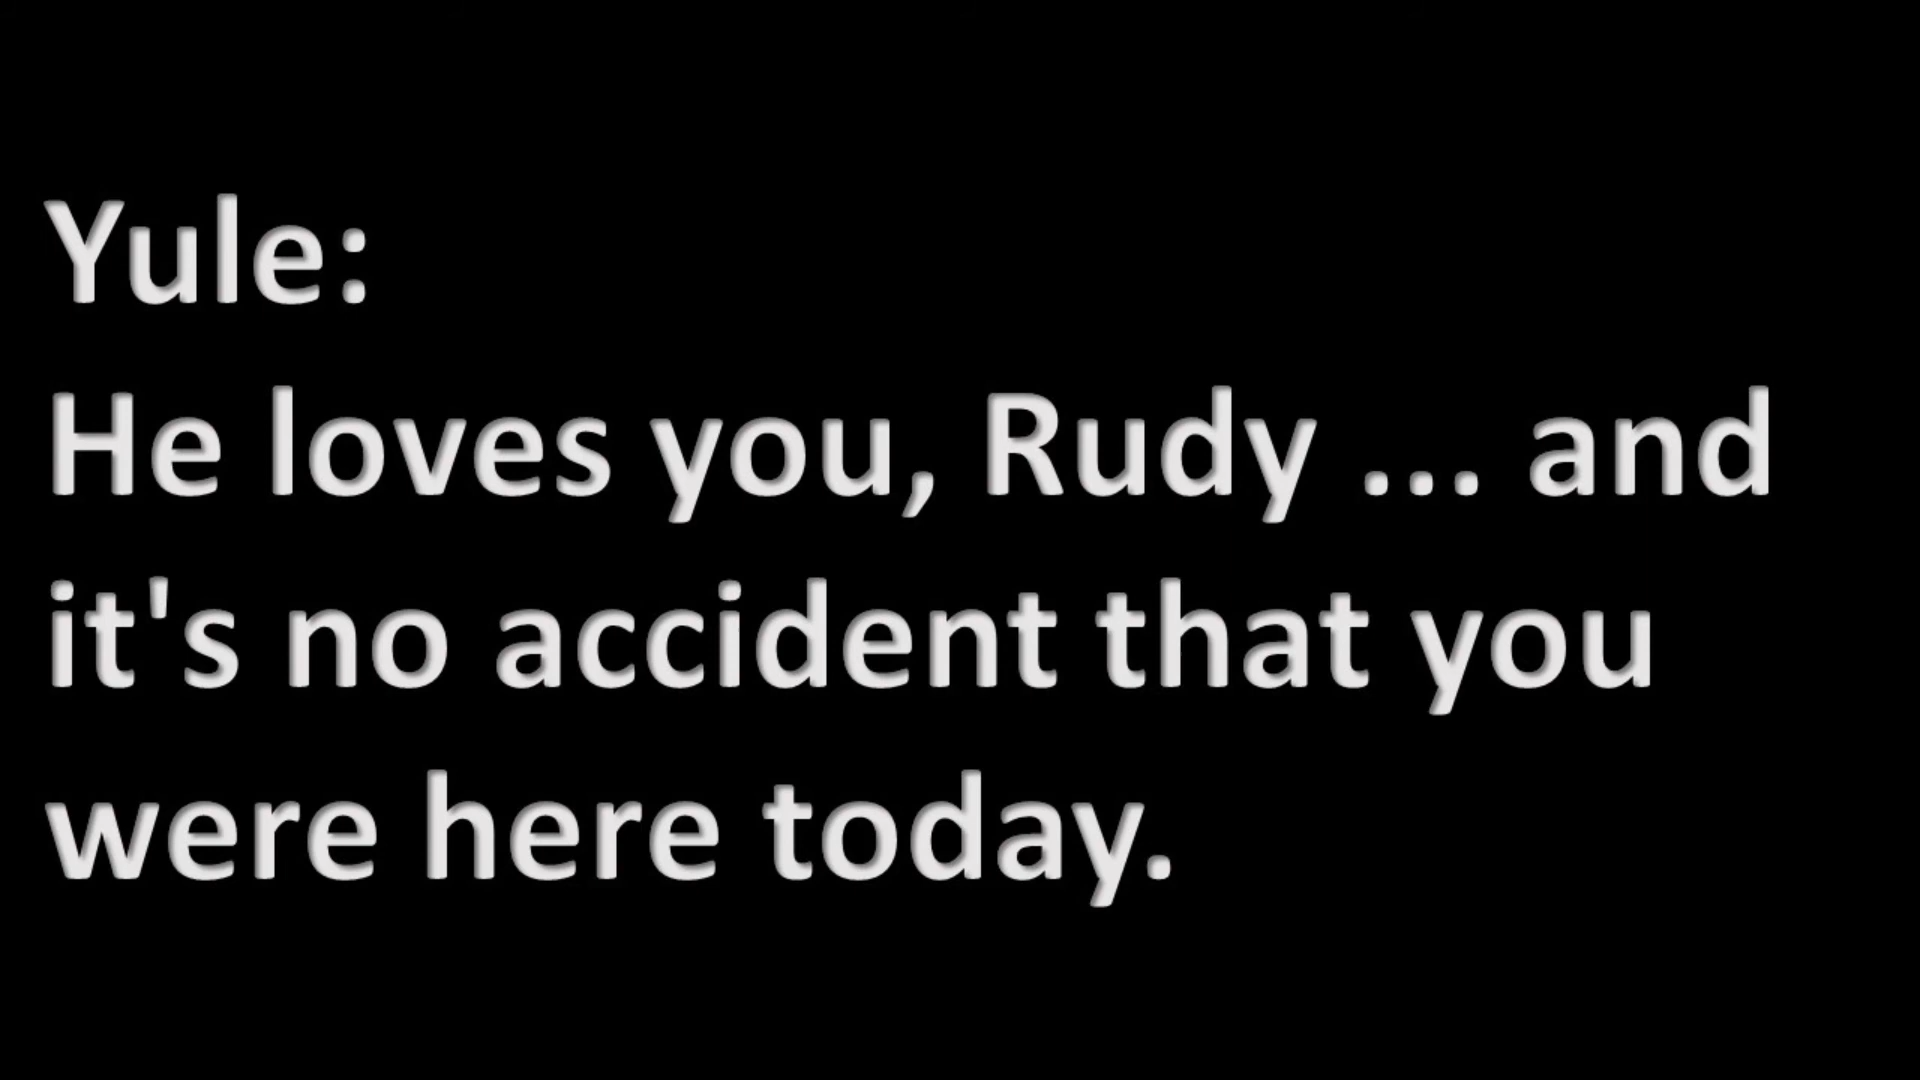 Yule:
He loves you, Rudy ... and
it's no accident that you
were here today.